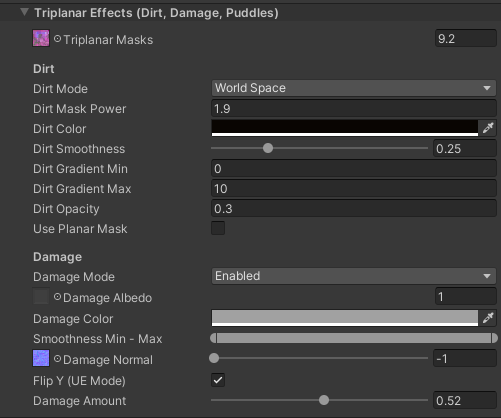 Triplanar Effects (Dirt, Damage, Puddles)
Triplanar Masks 9.2
Dirt
Dirt Mode World Space
Dirt Mask Power 1.9
Dirt Color
Dirt Smoothness 0.25
Dirt Gradient Min 0
Dirt Gradient Max 10
Dirt Opacity 0.3
Use Planar Mask
Damage
Damage Mode Enabled
Damage Albedo 1
Damage Color
Smoothness Min - Max
Damage Normal -1
Flip Y (UE Mode)
Damage Amount 0.52